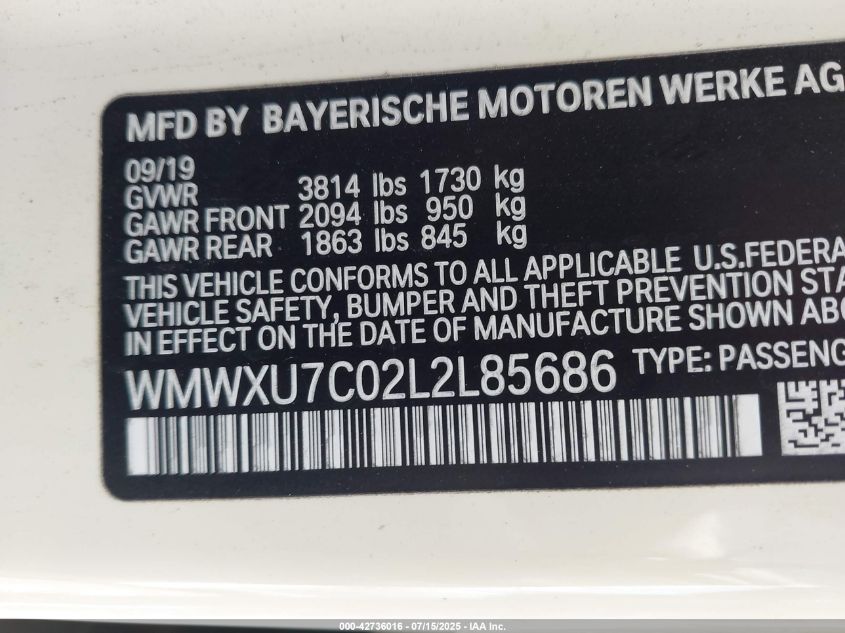 MFD BY BAYERISCHE MOTOREN WERKE AG
09/19
GVWR 3814 lbs 1730 kg
GAWR FRONT 2094 lbs 950 kg
GAWR REAR 1863 lbs 845 kg
THIS VEHICLE CONFORMS TO ALL APPLICABLE U.S.FEDERA
VEHICLE SAFETY, BUMPER AND THEFT PREVENTION STA
IN EFFECT ON THE DATE OF MANUFACTURE SHOWN ABO
WMWXU7C02L2L85686 TYPE: PASSENG
000-42736016 - 07/15/2025 - IAA Inc.